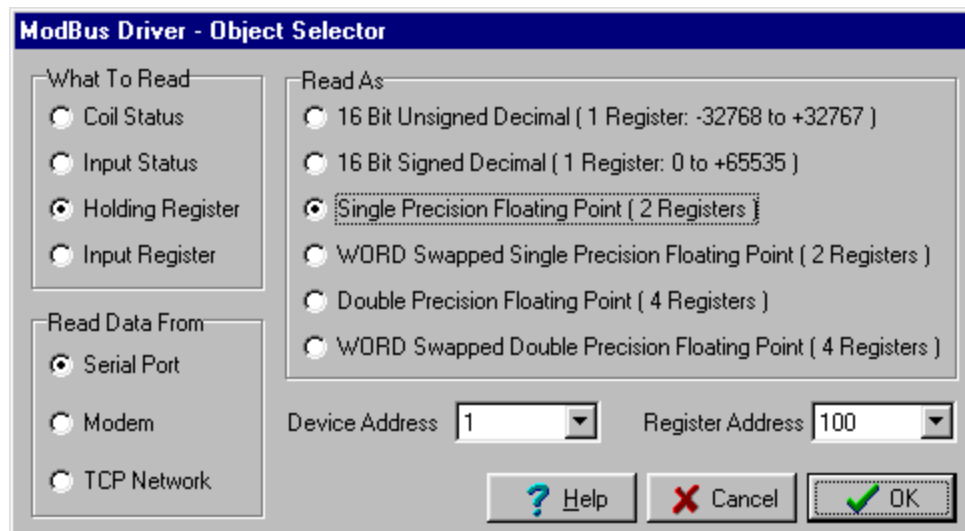 ModBus Driver - Object Selector
What To Read
Coil Status
Input Status
Holding Register
Input Register
Read As
16 Bit Unsigned Decimal ( 1 Register: -32768 to +32767 )
16 Bit Signed Decimal ( 1 Register: 0 to +65535 )
Single Precision Floating Point ( 2 Registers )
WORD Swapped Single Precision Floating Point ( 2 Registers )
Double Precision Floating Point ( 4 Registers )
WORD Swapped Double Precision Floating Point ( 4 Registers )
Read Data From
Serial Port
Modem
TCP Network
Device Address 1 Register Address 100
? Help Cancel OK